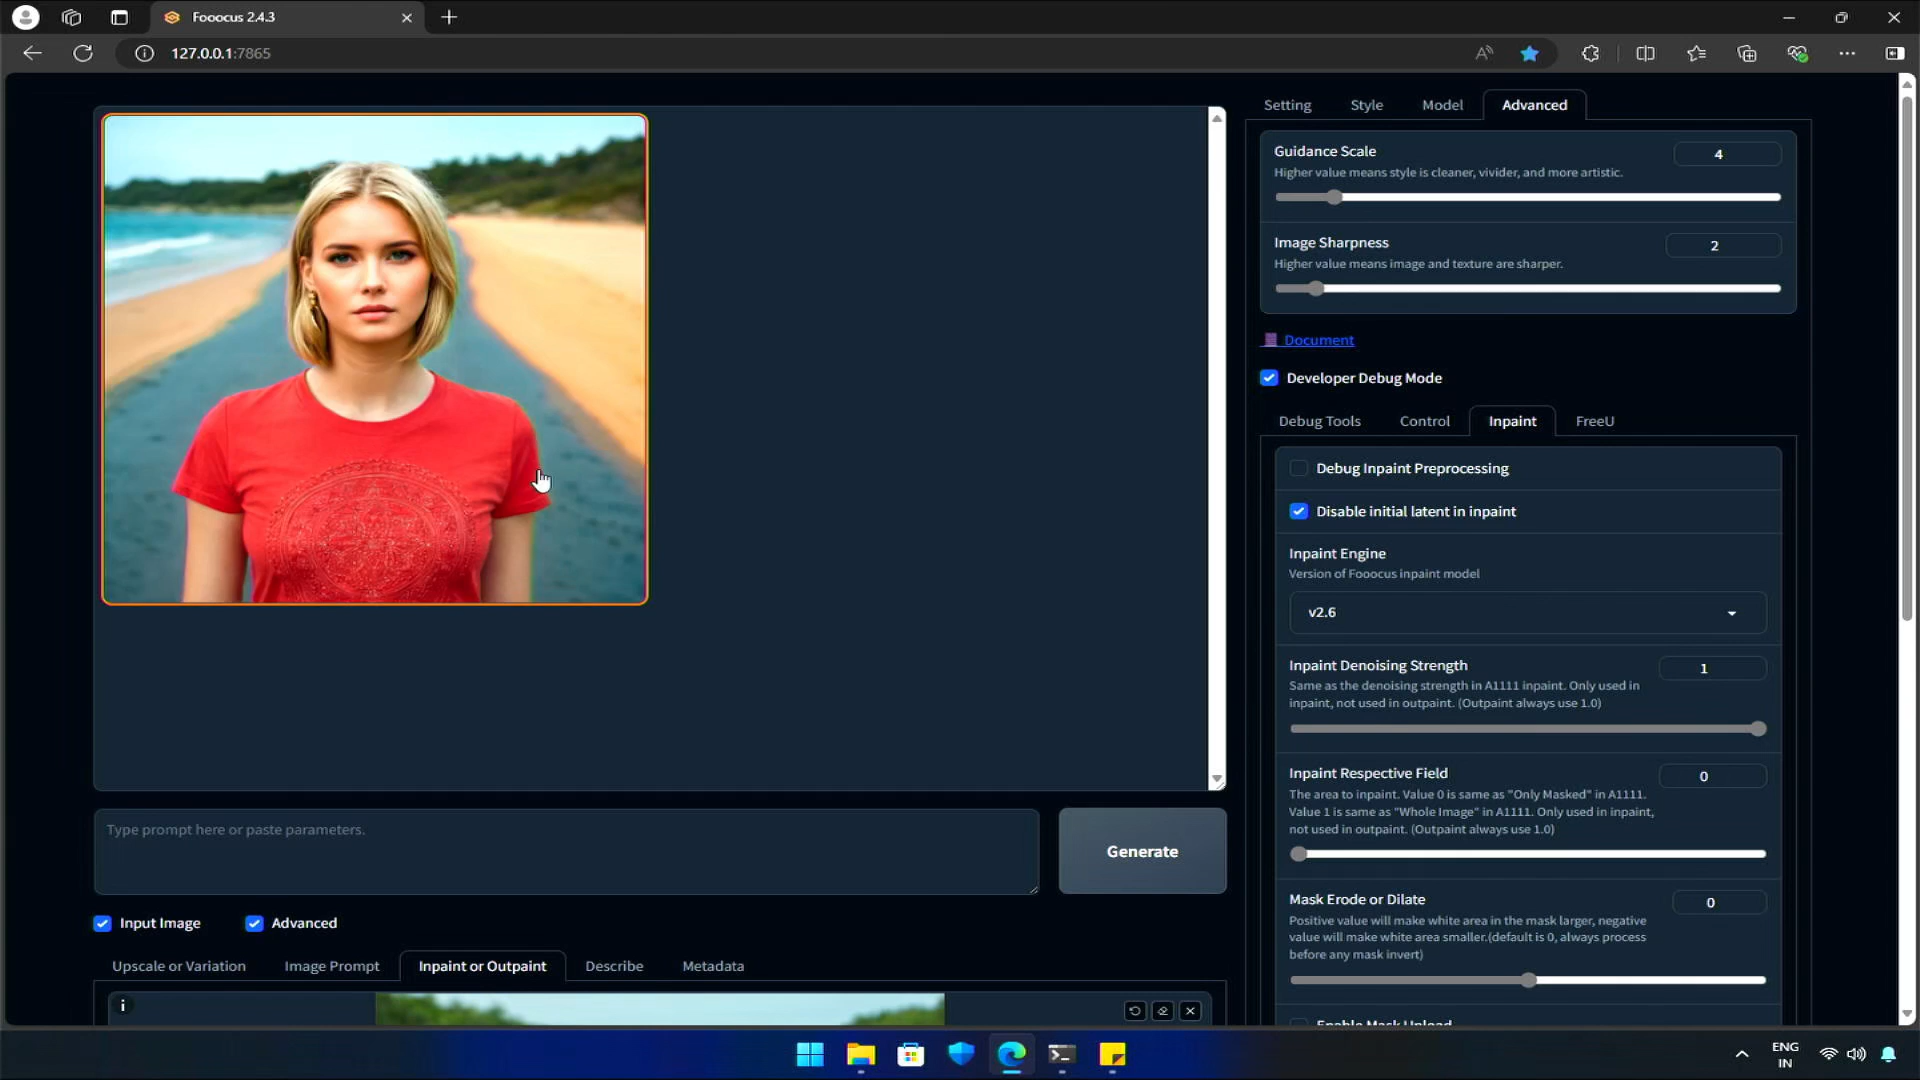 Fooocus 2.4.3
127.0.0.1:7865
Setting
Style
Model
Advanced
Guidance Scale
4
Higher value means style is cleaner, vivider, and more artistic.
Image Sharpness
2
Higher value means image and texture are sharper.
Document
Developer Debug Mode
Debug Tools
Control
Inpaint
FreeU
Debug Inpaint Preprocessing
Disable initial latent in inpaint
Inpaint Engine
Version of Fooocus inpaint model
v2.6
Inpaint Denoising Strength
1
Same as the denoising strength in A1111 inpaint. Only used in
inpaint, not used in outpaint. (Outpaint always use 1.0)
Inpaint Respective Field
0
The area to inpaint. Value 0 is same as "Only Masked" in A1111.
Value 1 is same as "Whole Image" in A1111. Only used in inpaint,
not used in outpaint. (Outpaint always use 1.0)
Mask Erode or Dilate
0
Positive value will make white area in the mask larger, negative
value will make white area smaller.(default is 0, always process
before any mask invert)
Enable Mask Upload
Type prompt here or paste parameters.
Generate
Input Image
Advanced
Upscale or Variation
Image Prompt
Inpaint or Outpaint
Describe
Metadata
ENG
IN